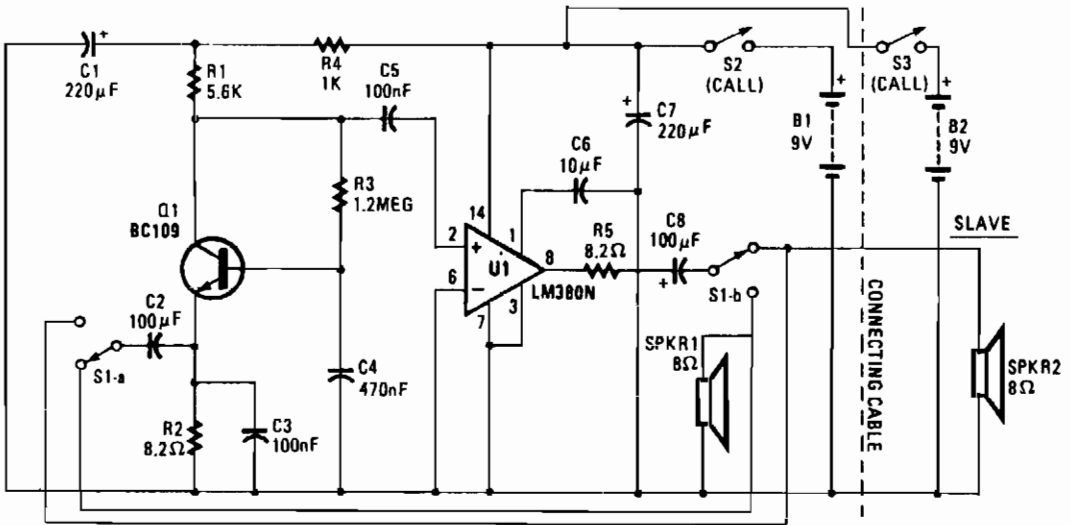 C1
220µF
R1
5.6K
R4
1K
C5
100nF
S2
(CALL)
S3
(CALL)
+
+
+
+
B1
9V
B2
9V
C7
220µF
C6
10µF
R3
1.2MEG
Q1
BC109
14
2
+
1
U1
8
6
−
7
3
LM380N
R5
8.2Ω
C8
100µF
+
S1-b
SLAVE
CONNECTING CABLE
C2
100µF
S1-a
SPKR1
8Ω
SPKR2
8Ω
C4
470nF
R2
8.2Ω
C3
100nF